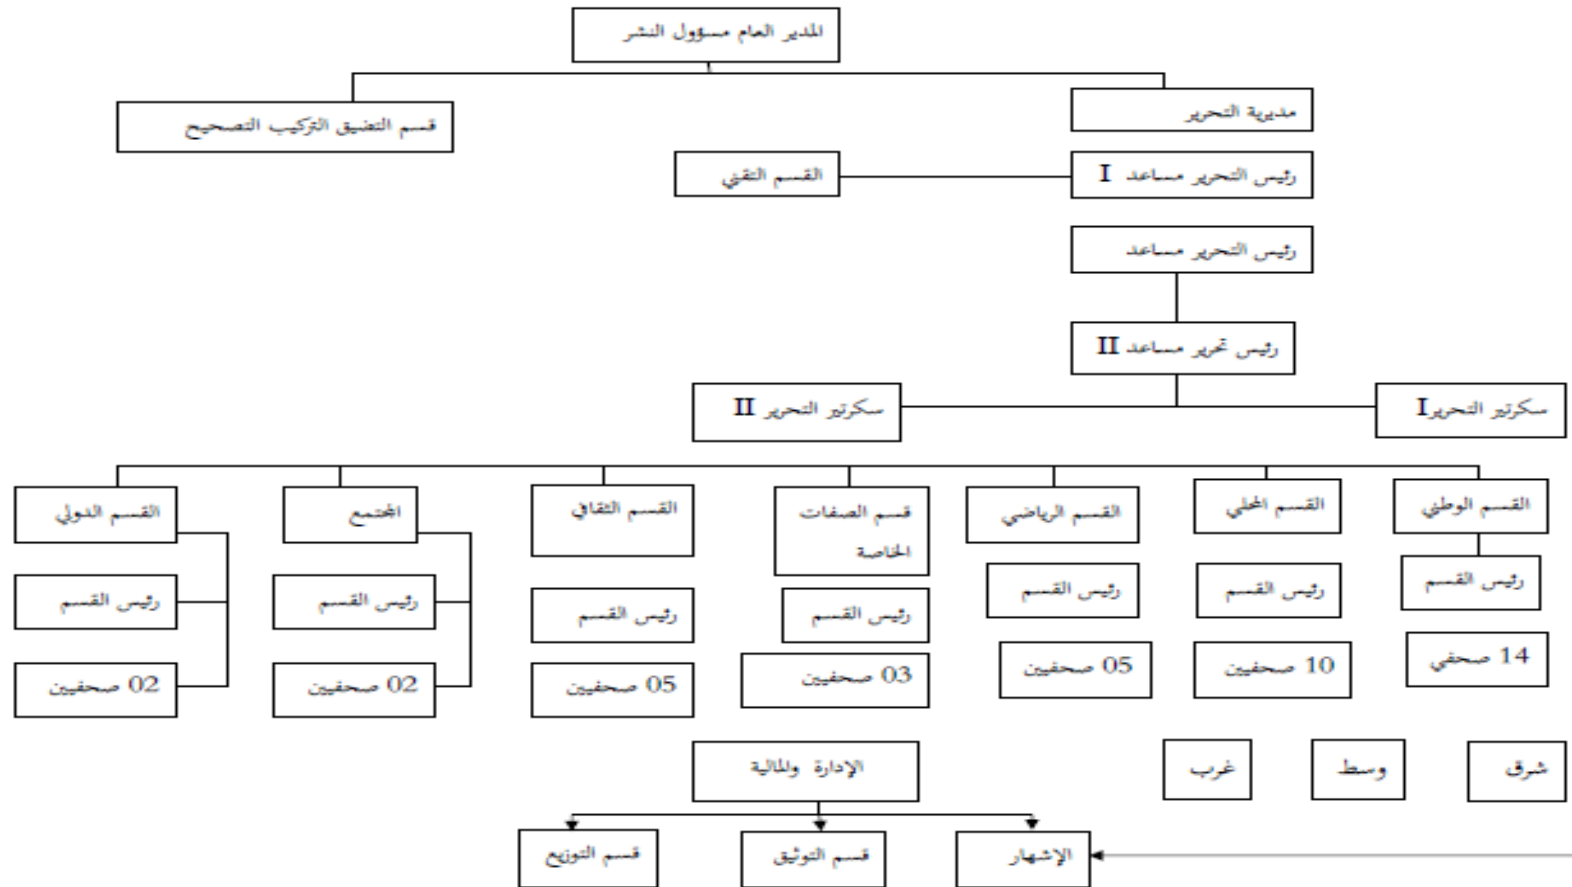 المدير العام مسؤول النشر
مديرية التحرير
قسم التضيق التركيب التصحيح
رئيس التحرير مساعد I
القسم التقني
رئيس التحرير مساعد
رئيس تحرير مساعد II
سكرتير التحريرI
سكرتير التحرير II
القسم الوطني
القسم المحلي
القسم الرياضي
قسم الصفات
الخاصة
القسم الثقافي
المجتمع
القسم الدولي
رئيس القسم
رئيس القسم
رئيس القسم
رئيس القسم
رئيس القسم
رئيس القسم
رئيس القسم
14 صحفي
10 صحفيين
05 صحفيين
03 صحفيين
05 صحفيين
02 صحفيين
02 صحفيين
شرق
وسط
غرب
الإدارة والمالية
الإشهار
قسم التوثيق
قسم التوزيع